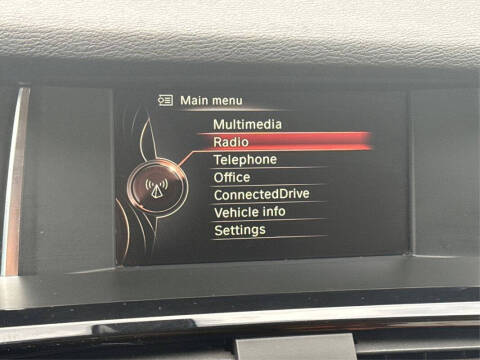 Main menu
Multimedia
Radio
Telephone
Office
ConnectedDrive
Vehicle info
Settings